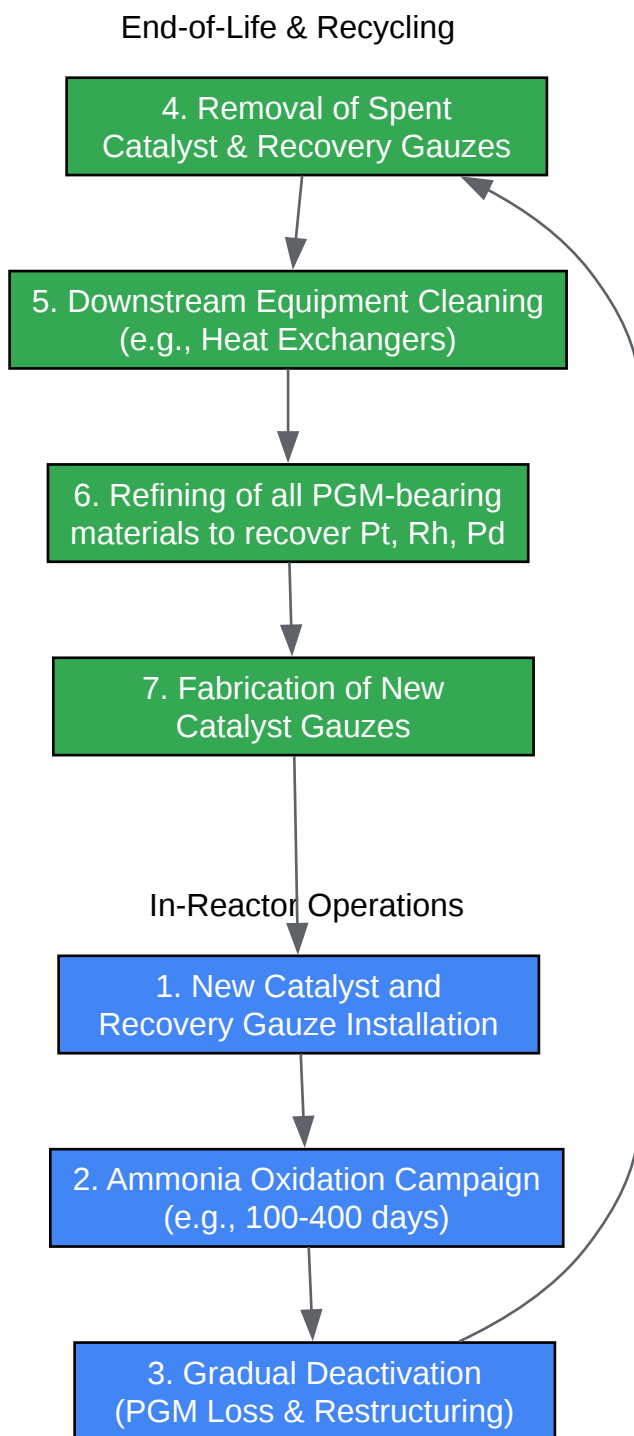 End-of-Life & Recycling
4. Removal of Spent
Catalyst & Recovery Gauzes
5. Downstream Equipment Cleaning
(e.g., Heat Exchangers)
6. Refining of all PGM-bearing
materials to recover Pt, Rh, Pd
7. Fabrication of New
Catalyst Gauzes
In-Reactor Operations
1. New Catalyst and
Recovery Gauze Installation
2. Ammonia Oxidation Campaign
(e.g., 100-400 days)
3. Gradual Deactivation
(PGM Loss & Restructuring)